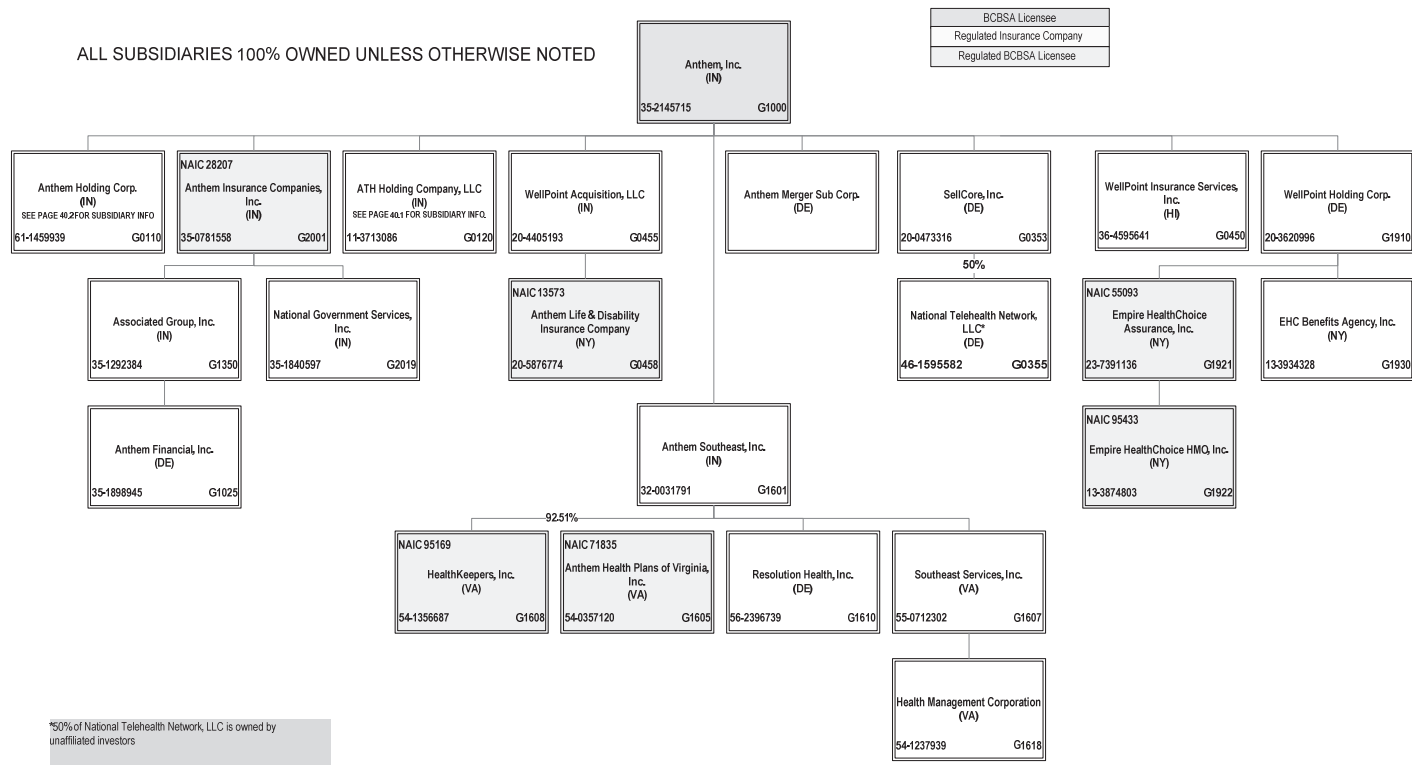 ALL SUBSIDIARIES 100% OWNED UNLESS OTHERWISE NOTED
BCBSA Licensee
Regulated Insurance Company
Regulated BCBSA Licensee
Anthem, Inc.
(IN)
35-2145715 G1000
Anthem Holding Corp.
(IN)
SEE PAGE 40.2 FOR SUBSIDIARY INFO
61-1459939 G0110
NAIC 28207
Anthem Insurance Companies,
Inc.
(IN)
35-0781558 G2001
ATH Holding Company, LLC
(IN)
SEE PAGE 40.1 FOR SUBSIDIARY INFO.
11-3713086 G0120
WellPoint Acquisition, LLC
(IN)
20-4405193 G0455
Anthem Merger Sub Corp.
(DE)
SellCore, Inc.
(DE)
20-0473316 G0353
WellPoint Insurance Services,
Inc.
(HI)
36-4595641 G0450
WellPoint Holding Corp.
(DE)
20-3620996 G1910
50%
Associated Group, Inc.
(IN)
35-1292384 G1350
National Government Services,
Inc.
(IN)
35-1840597 G2019
NAIC 13573
Anthem Life & Disability
Insurance Company
(NY)
20-5876774 G0458
National Telehealth Network,
LLC*
(DE)
46-1595582 G0355
NAIC 55093
Empire HealthChoice
Assurance, Inc.
(NY)
23-7391136 G1921
EHC Benefits Agency, Inc.
(NY)
13-3934328 G1930
Anthem Financial, Inc.
(DE)
35-1898945 G1025
Anthem Southeast, Inc.
(IN)
32-0031791 G1601
NAIC 95433
Empire HealthChoice HMO, Inc.
(NY)
13-3874803 G1922
92.51%
NAIC 95169
HealthKeepers, Inc.
(VA)
54-1356687 G1608
NAIC 71835
Anthem Health Plans of Virginia,
Inc.
(VA)
54-0357120 G1605
Resolution Health, Inc.
(DE)
56-2396739 G1610
Southeast Services, Inc.
(VA)
55-0712302 G1607
Health Management Corporation
(VA)
54-1237939 G1618
*50% of National Telehealth Network, LLC is owned by
unaffiliated investors